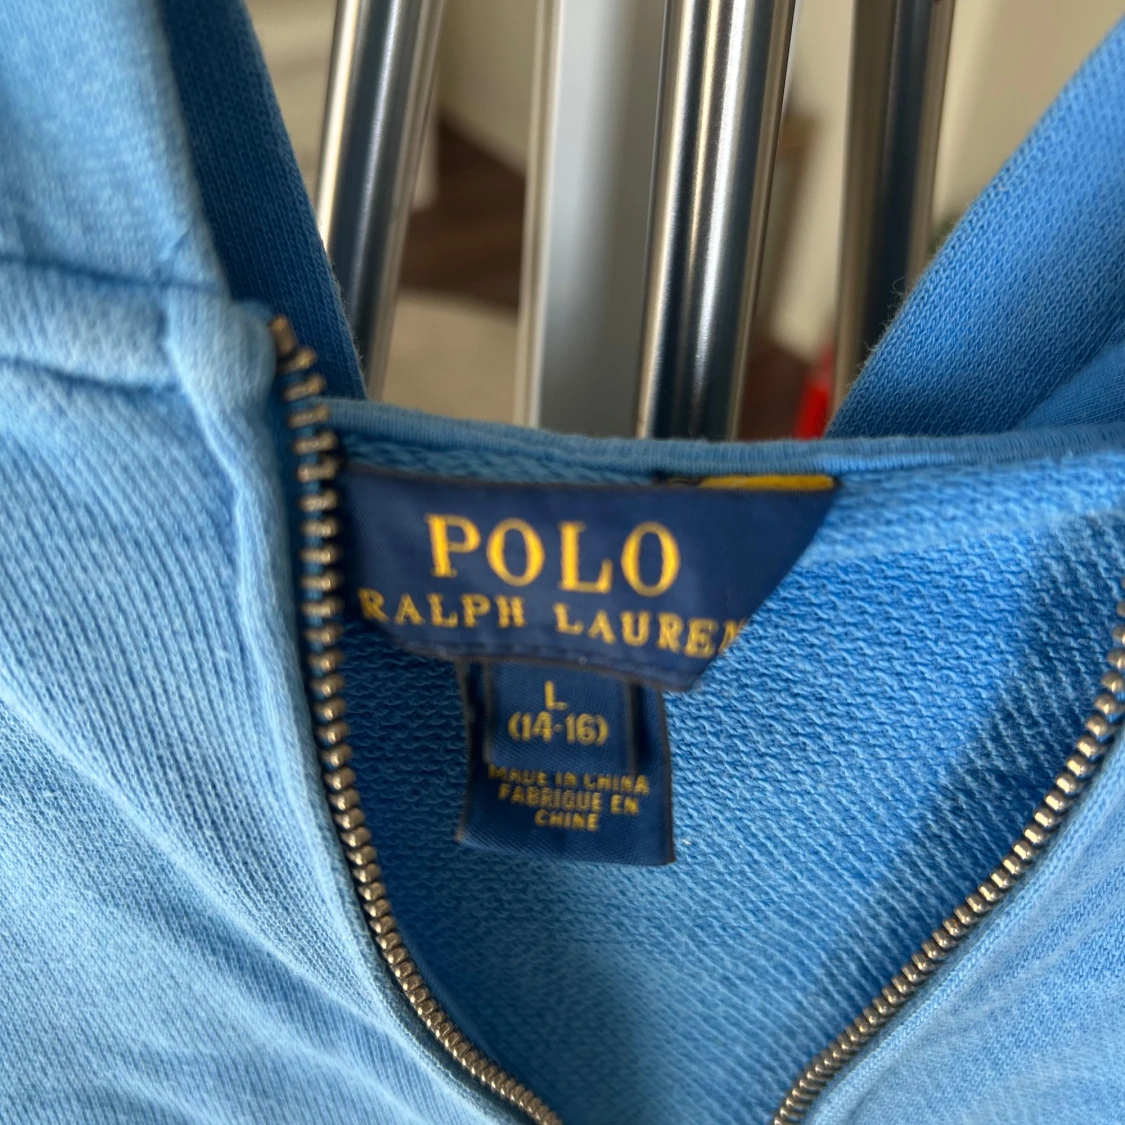 POLO
RALPH LAUREN
L
(14-16)
MADE IN CHINA
FABRIQUE EN
CHINE